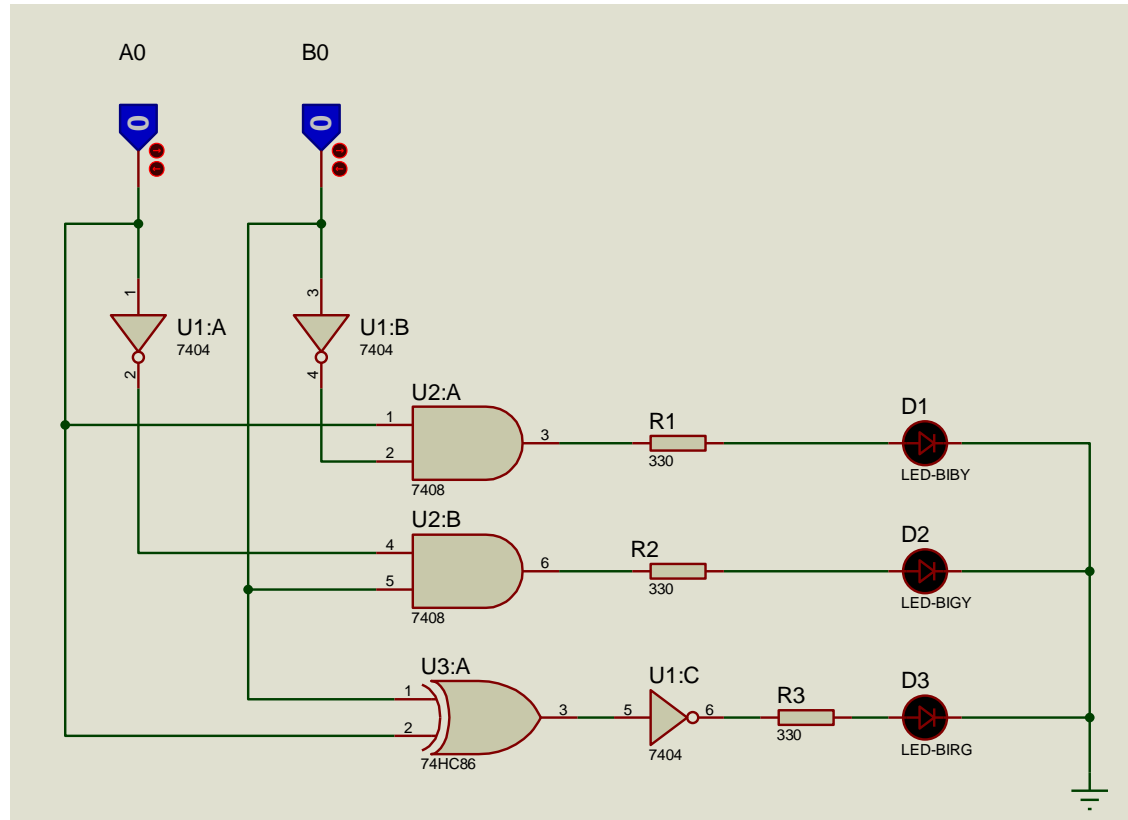 A0
B0
0
0
1
3
U1:A
7404
U1:B
7404
2
4
U2:A
1
2
3
7408
R1
330
D1
LED-BIBY
U2:B
4
5
6
7408
R2
330
D2
LED-BIGY
U3:A
1
2
3
74HC86
U1:C
5
6
7404
R3
330
D3
LED-BIRG